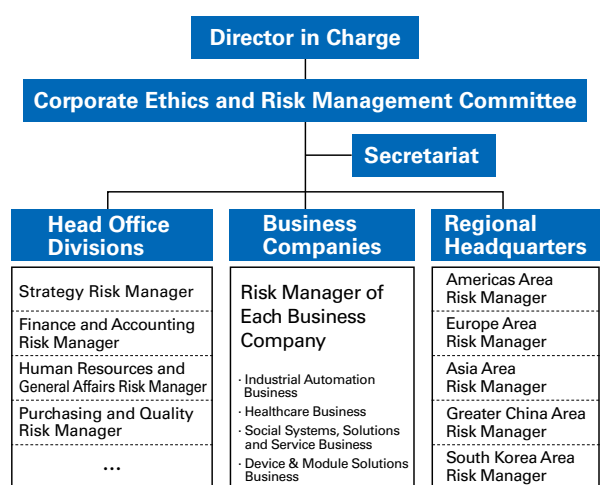 Director in Charge
Corporate Ethics and Risk Management Committee
Secretariat
Head Office
Divisions
Strategy Risk Manager
Finance and Accounting
Risk Manager
Human Resources and
General Affairs Risk Manager
Purchasing and Quality
Risk Manager
...
Business
Companies
Risk Manager of
Each Business
Company
· Industrial Automation
Business
· Healthcare Business
· Social Systems, Solutions
and Service Business
· Device & Module Solutions
Business
Regional
Headquarters
Americas Area
Risk Manager
Europe Area
Risk Manager
Asia Area
Risk Manager
Greater China Area
Risk Manager
South Korea Area
Risk Manager